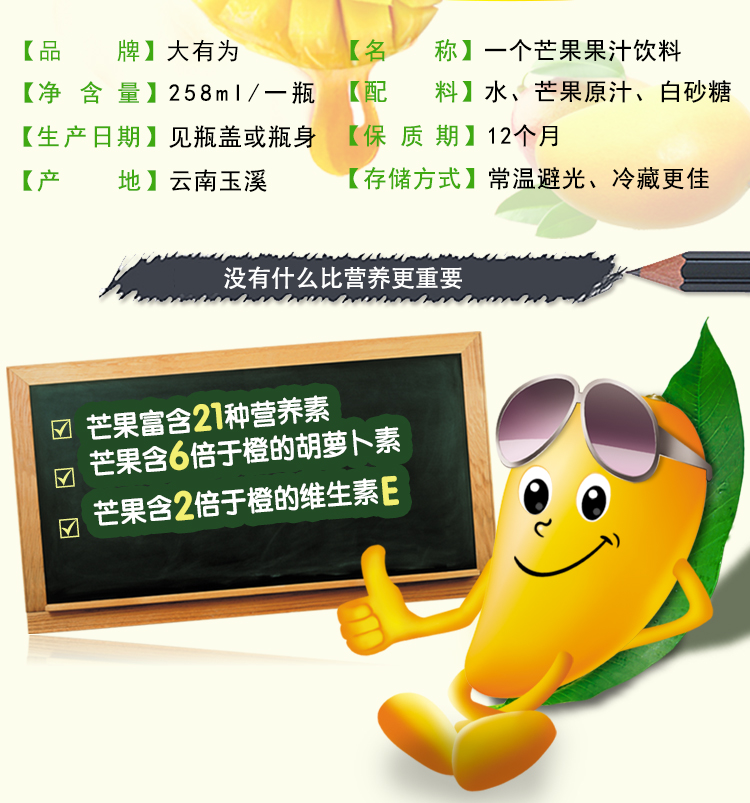 【品 牌】大有为 【名 称】一个芒果果汁饮料
【净 含 量】258ml/一瓶 【配 料】水、芒果原汁、白砂糖
【生产日期】见瓶盖或瓶身 【保 质 期】12个月
【产 地】云南玉溪 【存储方式】常温避光、冷藏更佳
没有什么比营养更重要
芒果富含21种营养素
芒果含6倍于橙的胡萝卜素
芒果含2倍于橙的维生素E